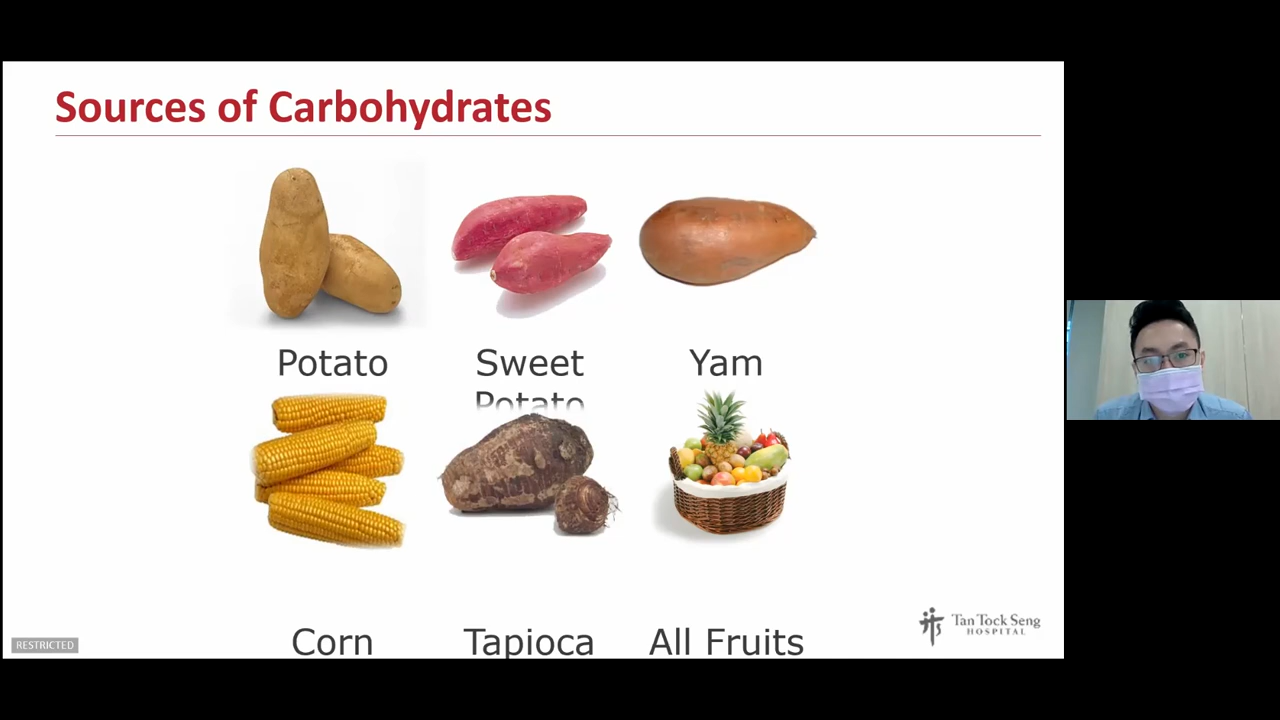 Sources of Carbohydrates
Potato
Sweet
Potato
Yam
Corn
Tapioca
All Fruits
RESTRICTED
Tan Tock Seng
HOSPITAL